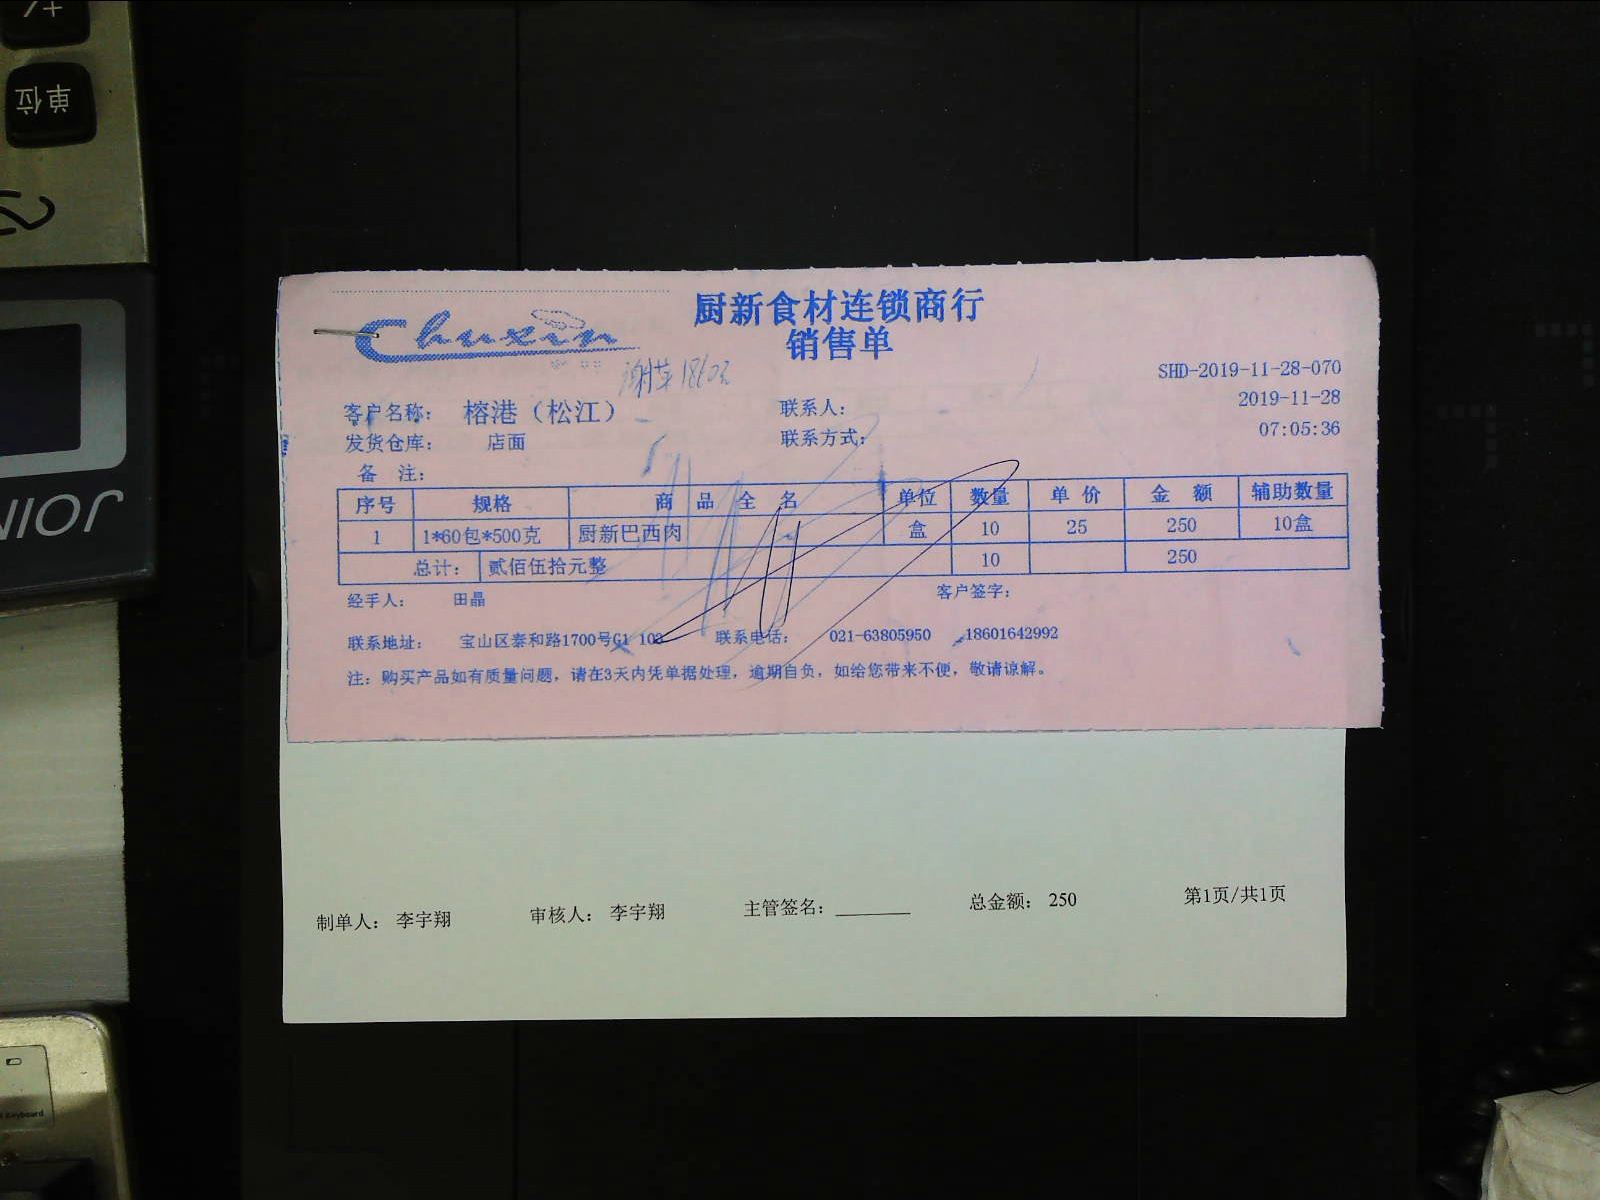 单位
JOIN
Chuxin
厨新食材连锁商行
销售单
SHD-2019-11-28-070
客户名称： 榕港（松江） 联系人： 2019-11-28
发货仓库： 店面 联系方式： 07:05:36
备 注：
序号 规格 商 品 全 名 单位 数量 单 价 金 额 辅助数量
1 1*60包*500克 厨新巴西肉 盒 10 25 250 10盒
总计： 贰佰伍拾元整 10 250
经手人： 田晶 客户签字：
联系地址： 宝山区泰和路1700号G1 103 联系电话： 021-63805950 18601642992
注：购买产品如有质量问题，请在3天内凭单据处理，逾期自负，如给您带来不便，敬请谅解。
制单人： 李宇翔 审核人： 李宇翔 主管签名： 总金额： 250 第1页/共1页